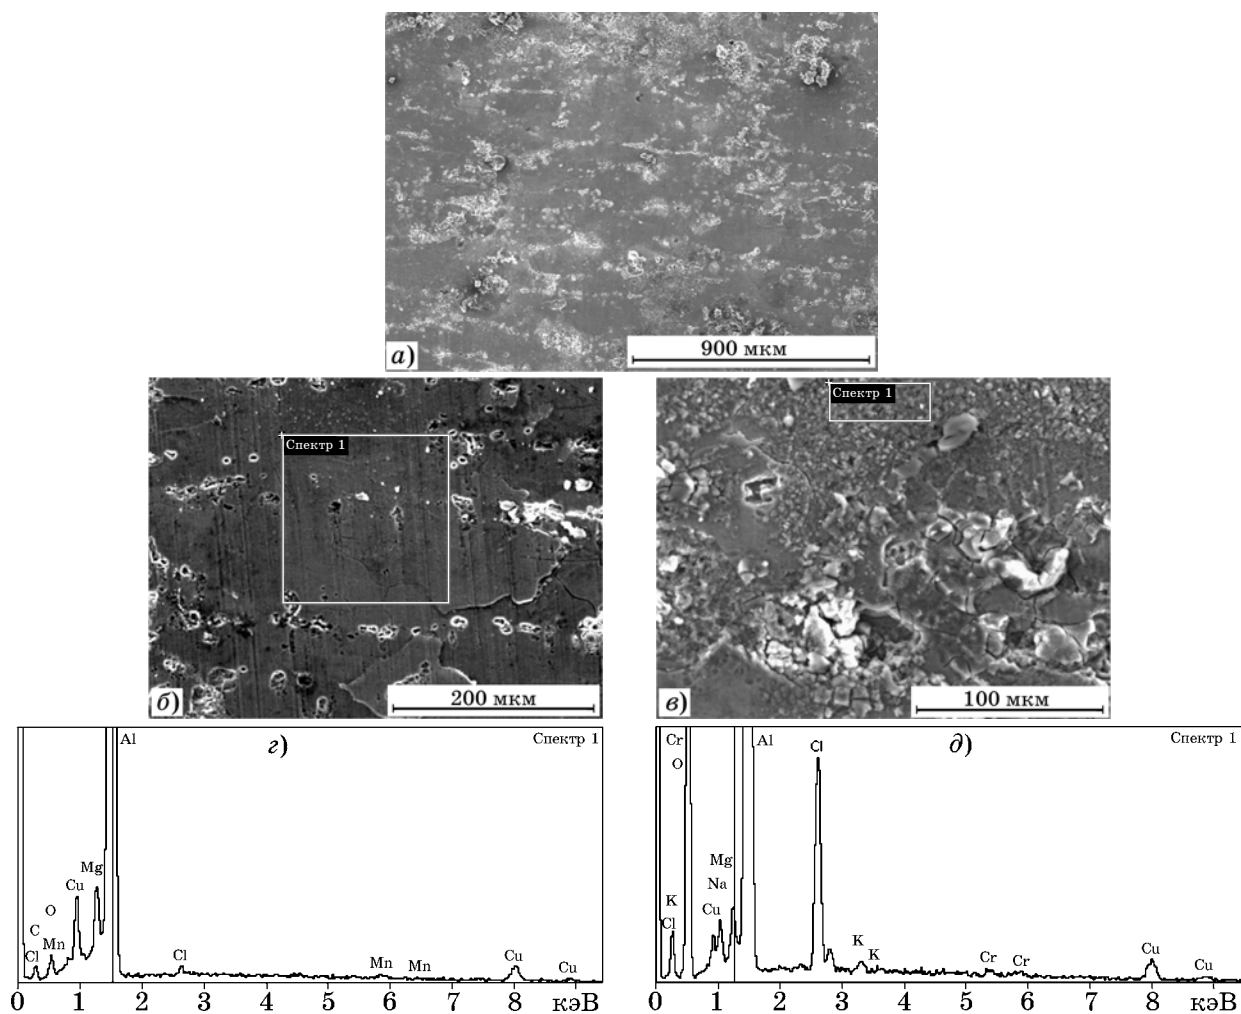 а)
900 мкм
Спектр 1
б)
200 мкм
Спектр 1
в)
100 мкм
Al
г)
Спектр 1
Mg
Cu
O
C
Mn
Cl
Cl
Mn
Mn
Cu
Cu
0 1 2 3 4 5 6 7 8 кэВ
Cr
O
Al
Cl
д)
Спектр 1
Mg
Na
Cu
K
Cl
K
K
Cr
Cr
Cu
Cu
0 1 2 3 4 5 6 7 8 кэВ